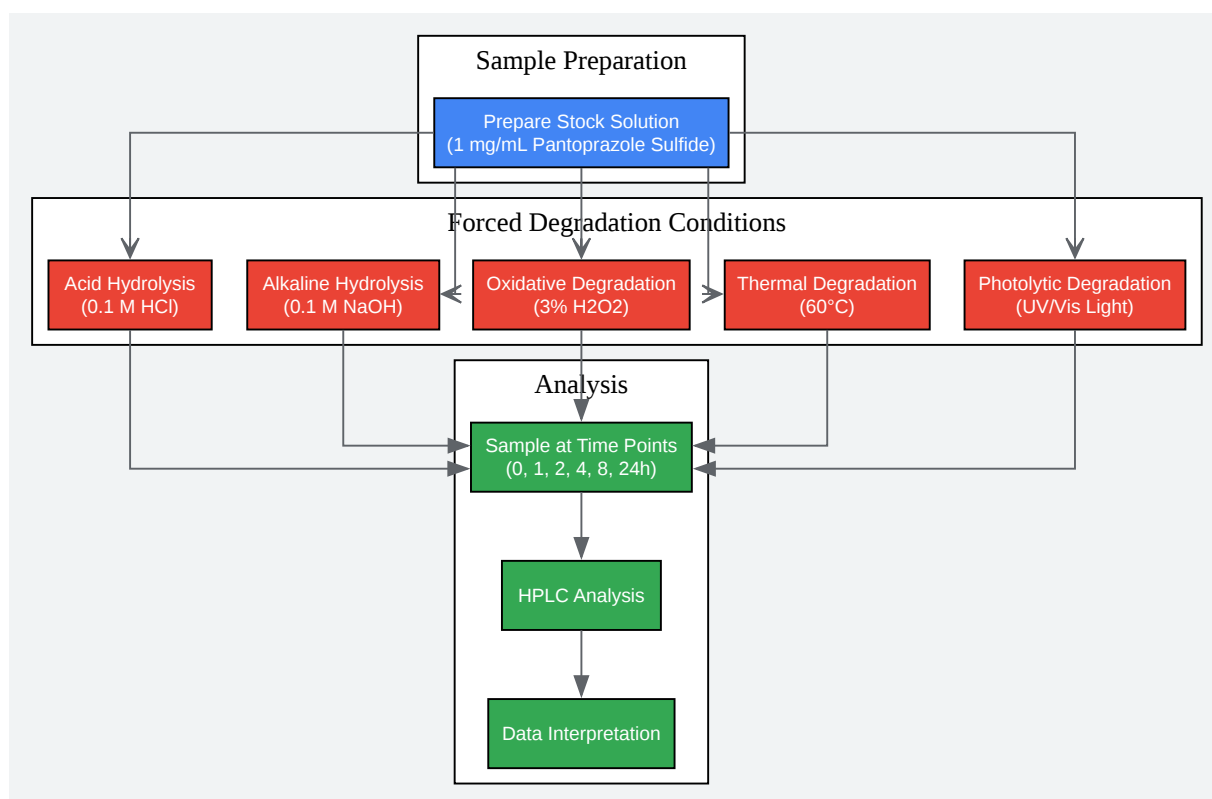 Sample Preparation
Prepare Stock Solution
(1 mg/mL Pantoprazole Sulfide)
Forced Degradation Conditions
Acid Hydrolysis
(0.1 M HCl)
Alkaline Hydrolysis
(0.1 M NaOH)
Oxidative Degradation
(3% H2O2)
Thermal Degradation
(60°C)
Photolytic Degradation
(UV/Vis Light)
Analysis
Sample at Time Points
(0, 1, 2, 4, 8, 24h)
HPLC Analysis
Data Interpretation